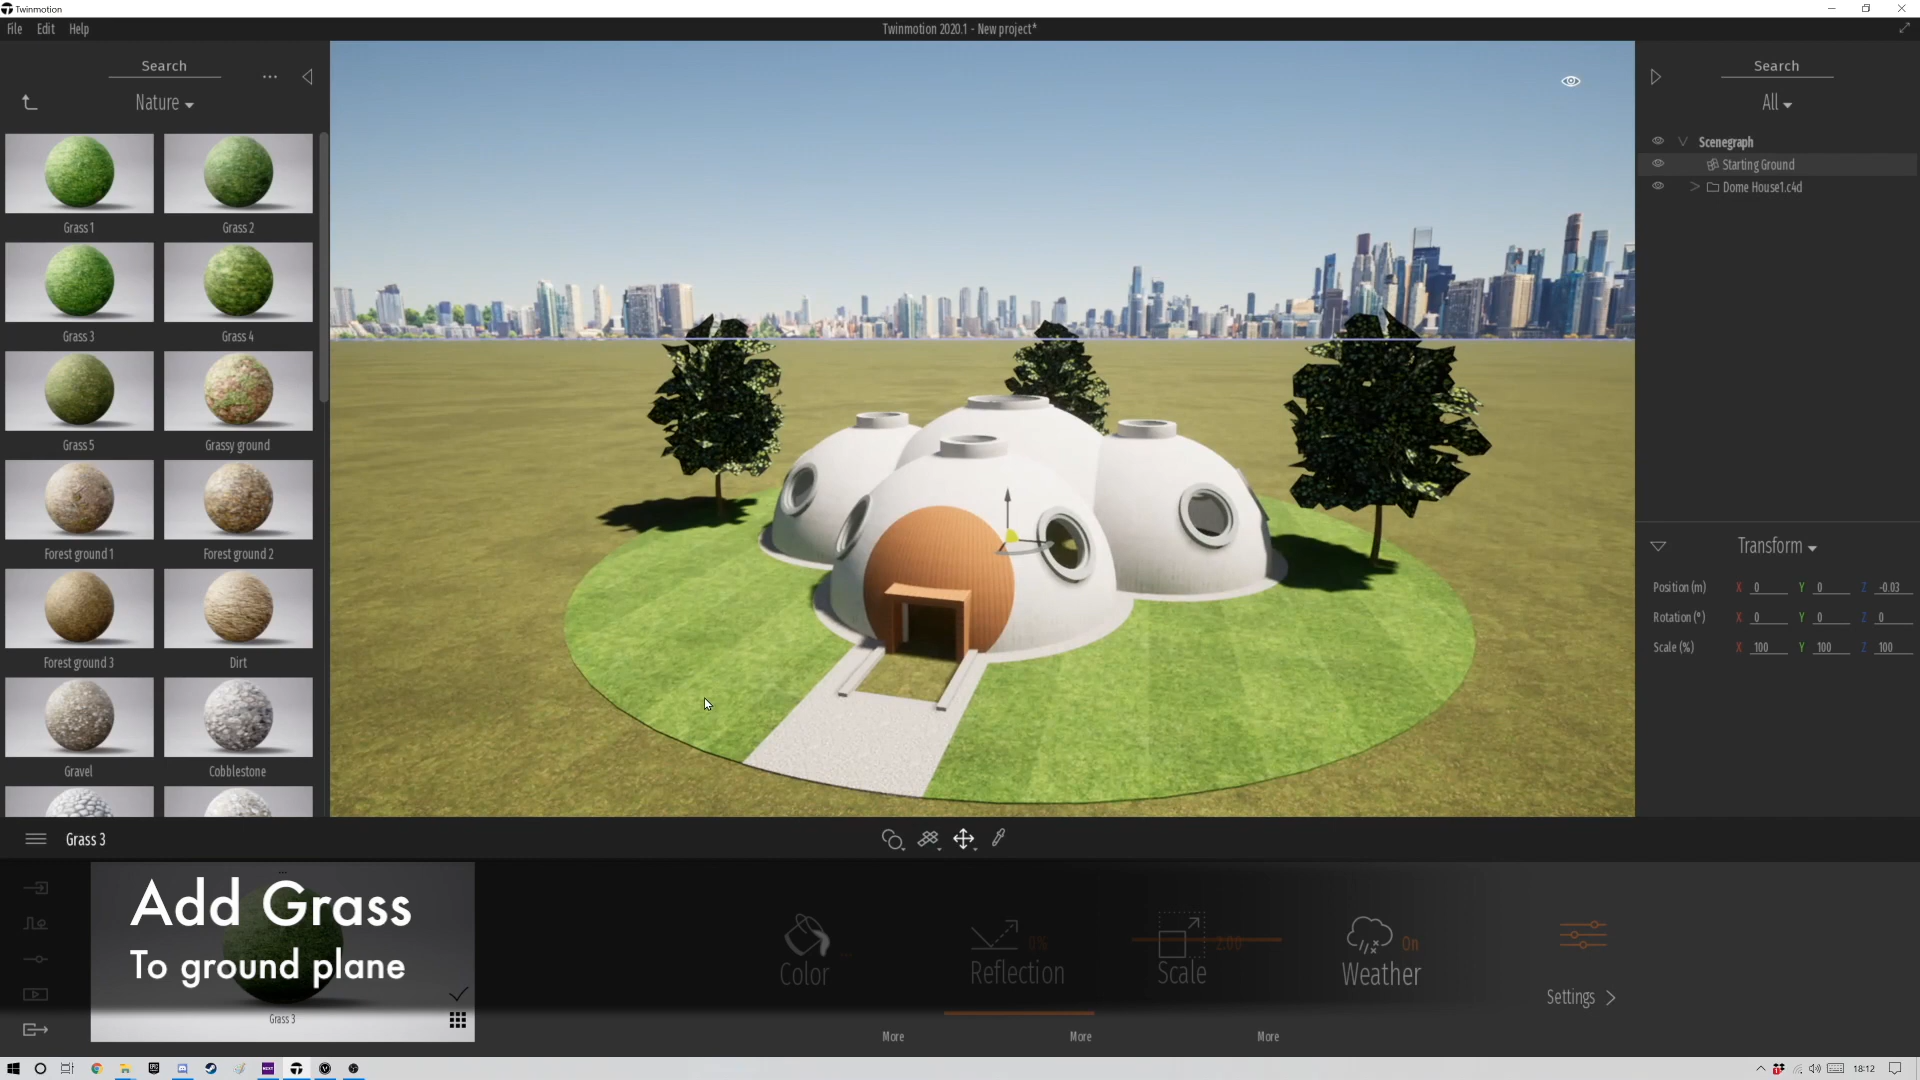 Twinmotion
File Edit Help
Twinmotion 2020.1 - New project*
Search
Nature
Grass 1
Grass 2
Grass 3
Grass 4
Grass 5
Grassy ground
Forest ground 1
Forest ground 2
Forest ground 3
Dirt
Gravel
Cobblestone
Search
All
Scenegraph
Starting Ground
Dome House1.c4d
Transform
Position (m) X 0 Y 0 Z -0.03
Rotation (°) X 0 Y 0 Z 0
Scale (%) X 100 Y 100 Z 100
Grass 3
Add Grass
To ground plane
Grass 3
Color
Reflection 0%
Scale 2.00
Weather On
Settings
More
More
More
NEXT
18:12